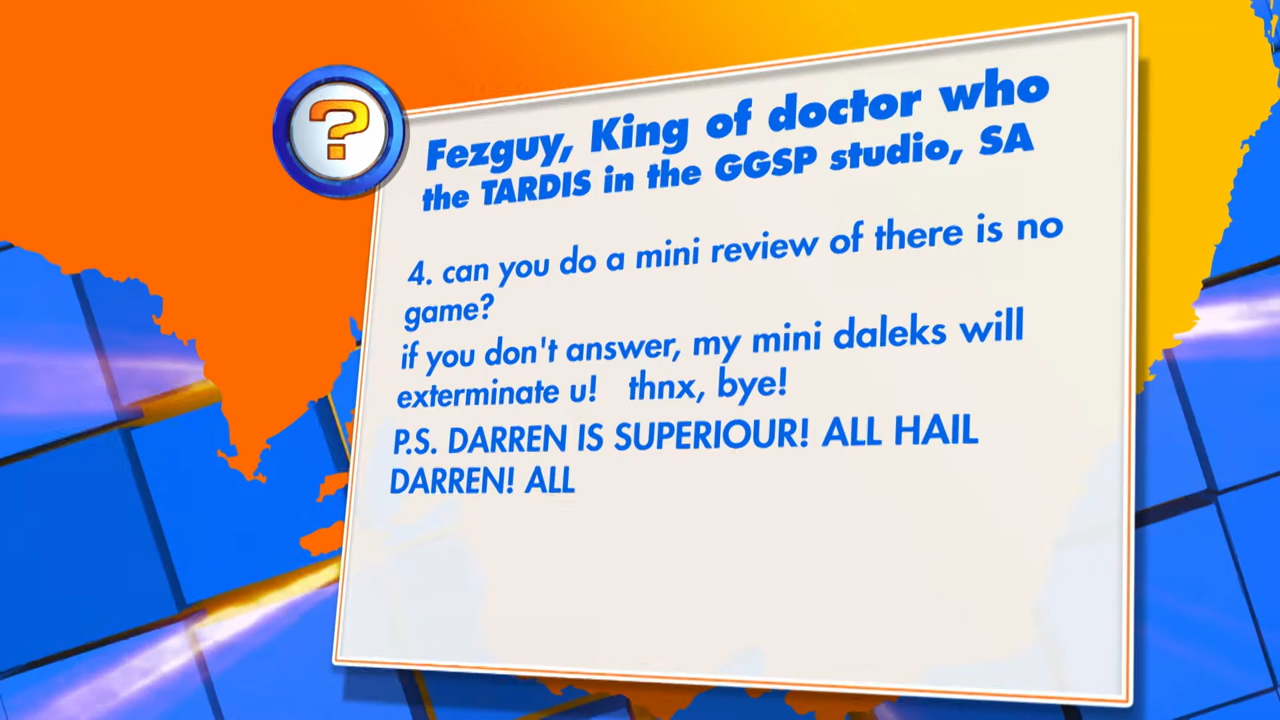 ?
Fezguy, King of doctor who
the TARDIS in the GGSP studio, SA
4. can you do a mini review of there is no
game?
if you don't answer, my mini daleks will
exterminate u! thnx, bye!
P.S. DARREN IS SUPERIOUR! ALL HAIL
DARREN! ALL